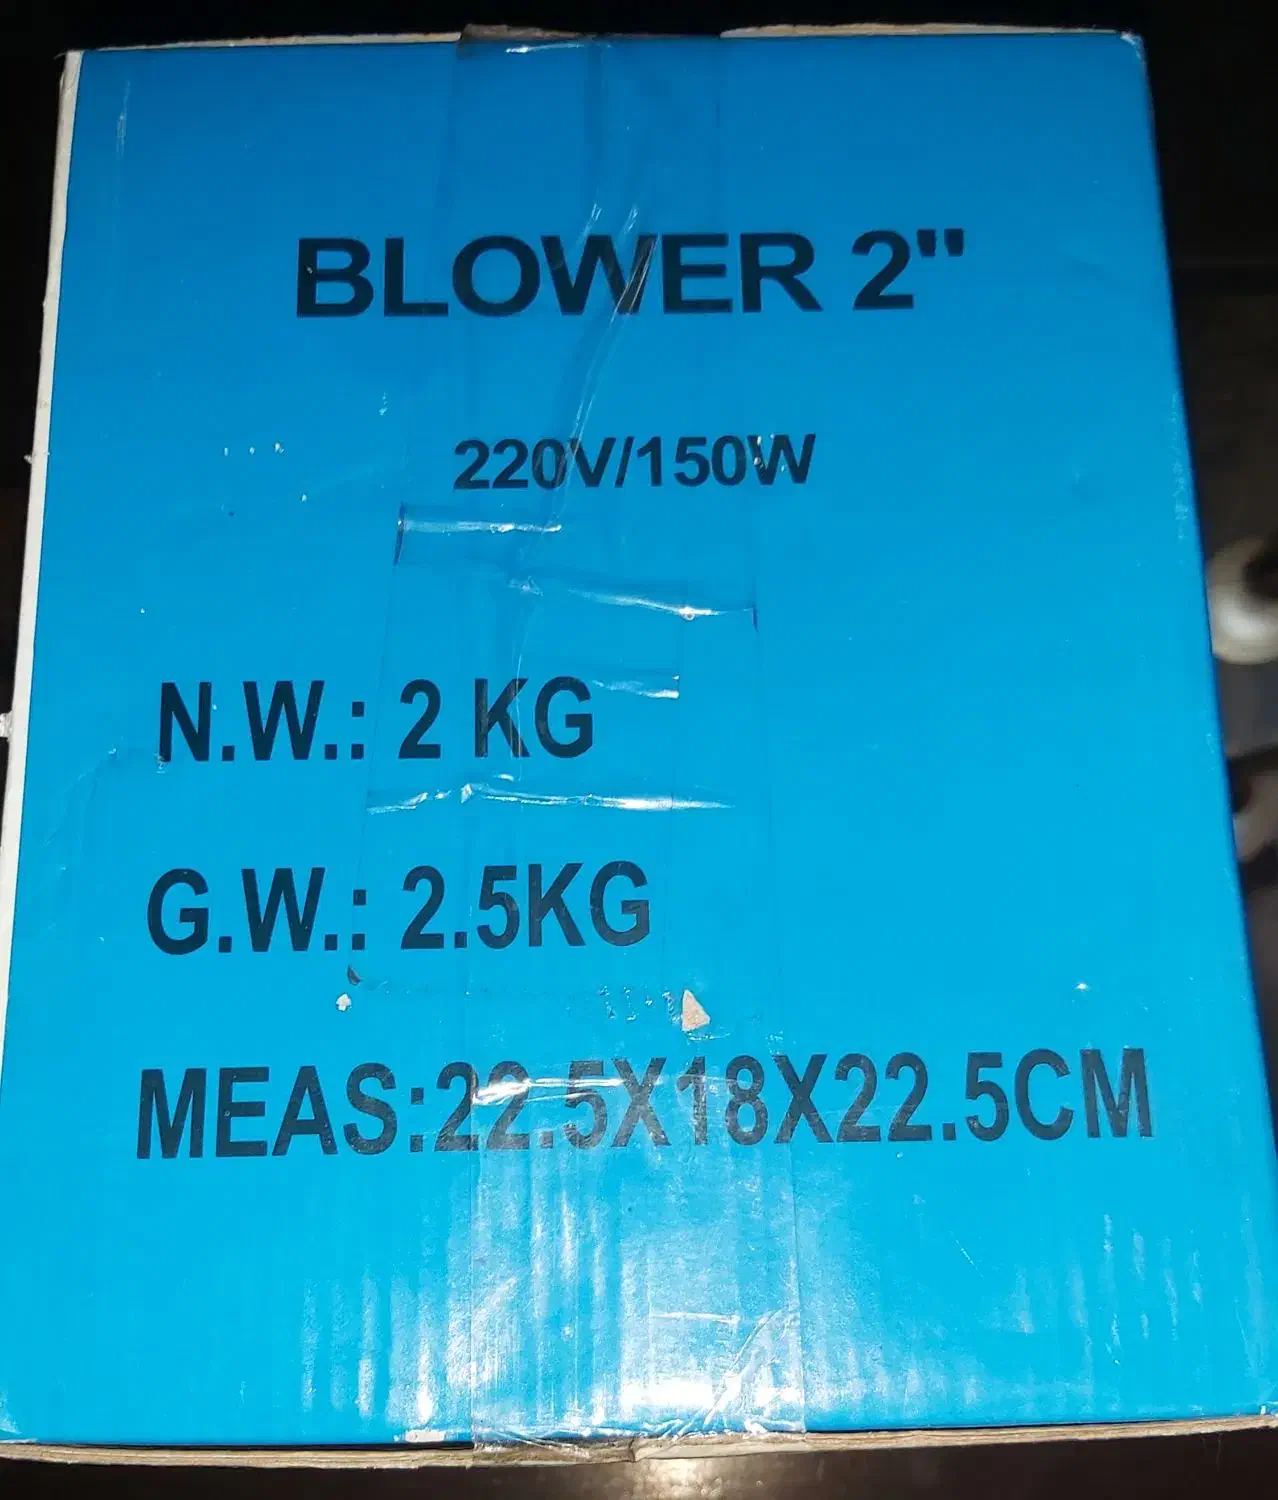 BLOWER 2"
220V/150W
N.W.: 2 KG
G.W.: 2.5KG
MEAS:22.5X18X22.5CM